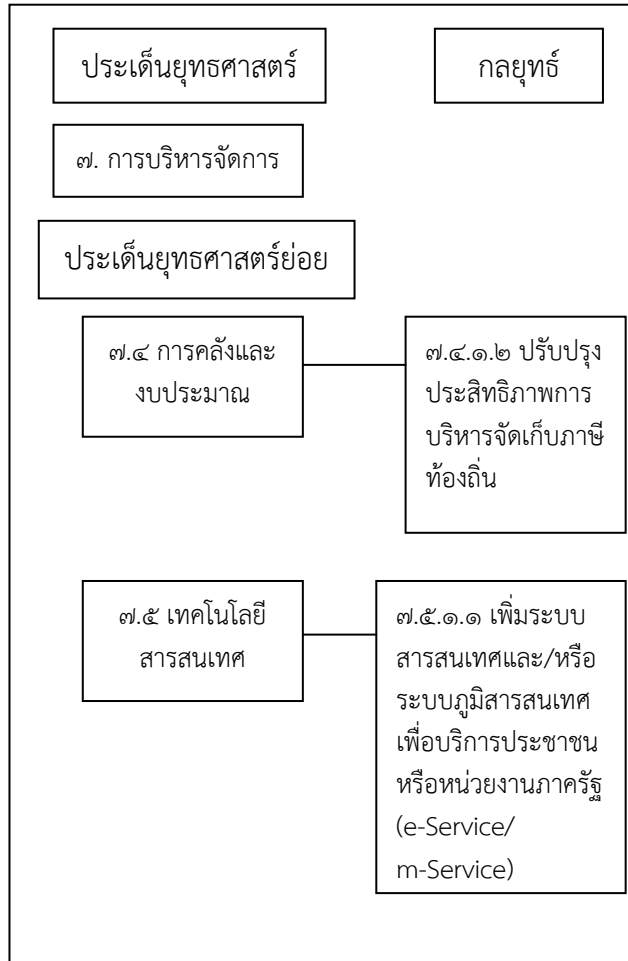 ประเด็นยุทธศาสตร์
กลยุทธ์
๗. การบริหารจัดการ
ประเด็นยุทธศาสตร์ย่อย
๗.๔ การคลังและ
งบประมาณ
๗.๔.๑.๒ ปรับปรุง
ประสิทธิภาพการ
บริหารจัดเก็บภาษี
ท้องถิ่น
๗.๕ เทคโนโลยี
สารสนเทศ
๗.๕.๑.๑ เพิ่มระบบ
สารสนเทศและ/หรือ
ระบบภูมิสารสนเทศ
เพื่อบริการประชาชน
หรือหน่วยงานภาครัฐ
(e-Service/
m-Service)